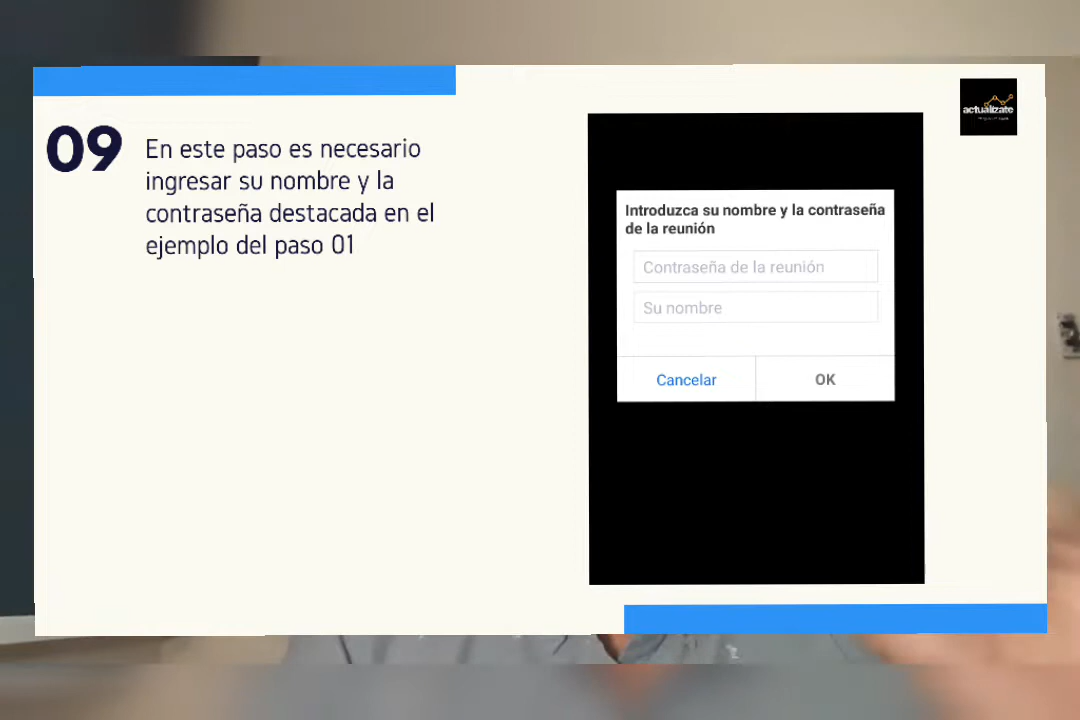 09
En este paso es necesario
ingresar su nombre y la
contraseña destacada en el
ejemplo del paso 01
actualízate
Introduzca su nombre y la contraseña
de la reunión
Contraseña de la reunión
Su nombre
Cancelar
OK